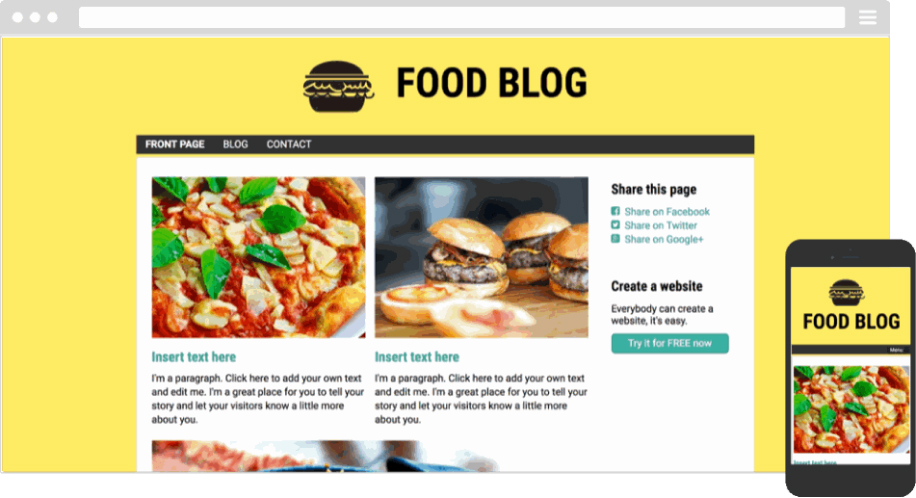 FOOD BLOG
FRONT PAGE BLOG CONTACT
Insert text here
I'm a paragraph. Click here to add your own text
and edit me. I'm a great place for you to tell your
story and let your visitors know a little more
about you.
Insert text here
I'm a paragraph. Click here to add your own text
and edit me. I'm a great place for you to tell your
story and let your visitors know a little more
about you.
Share this page
Share on Facebook
Share on Twitter
Share on Google+
Create a website
Everybody can create a
website, it's easy.
Try it for FREE now
FOOD BLOG
Menu
Insert text here